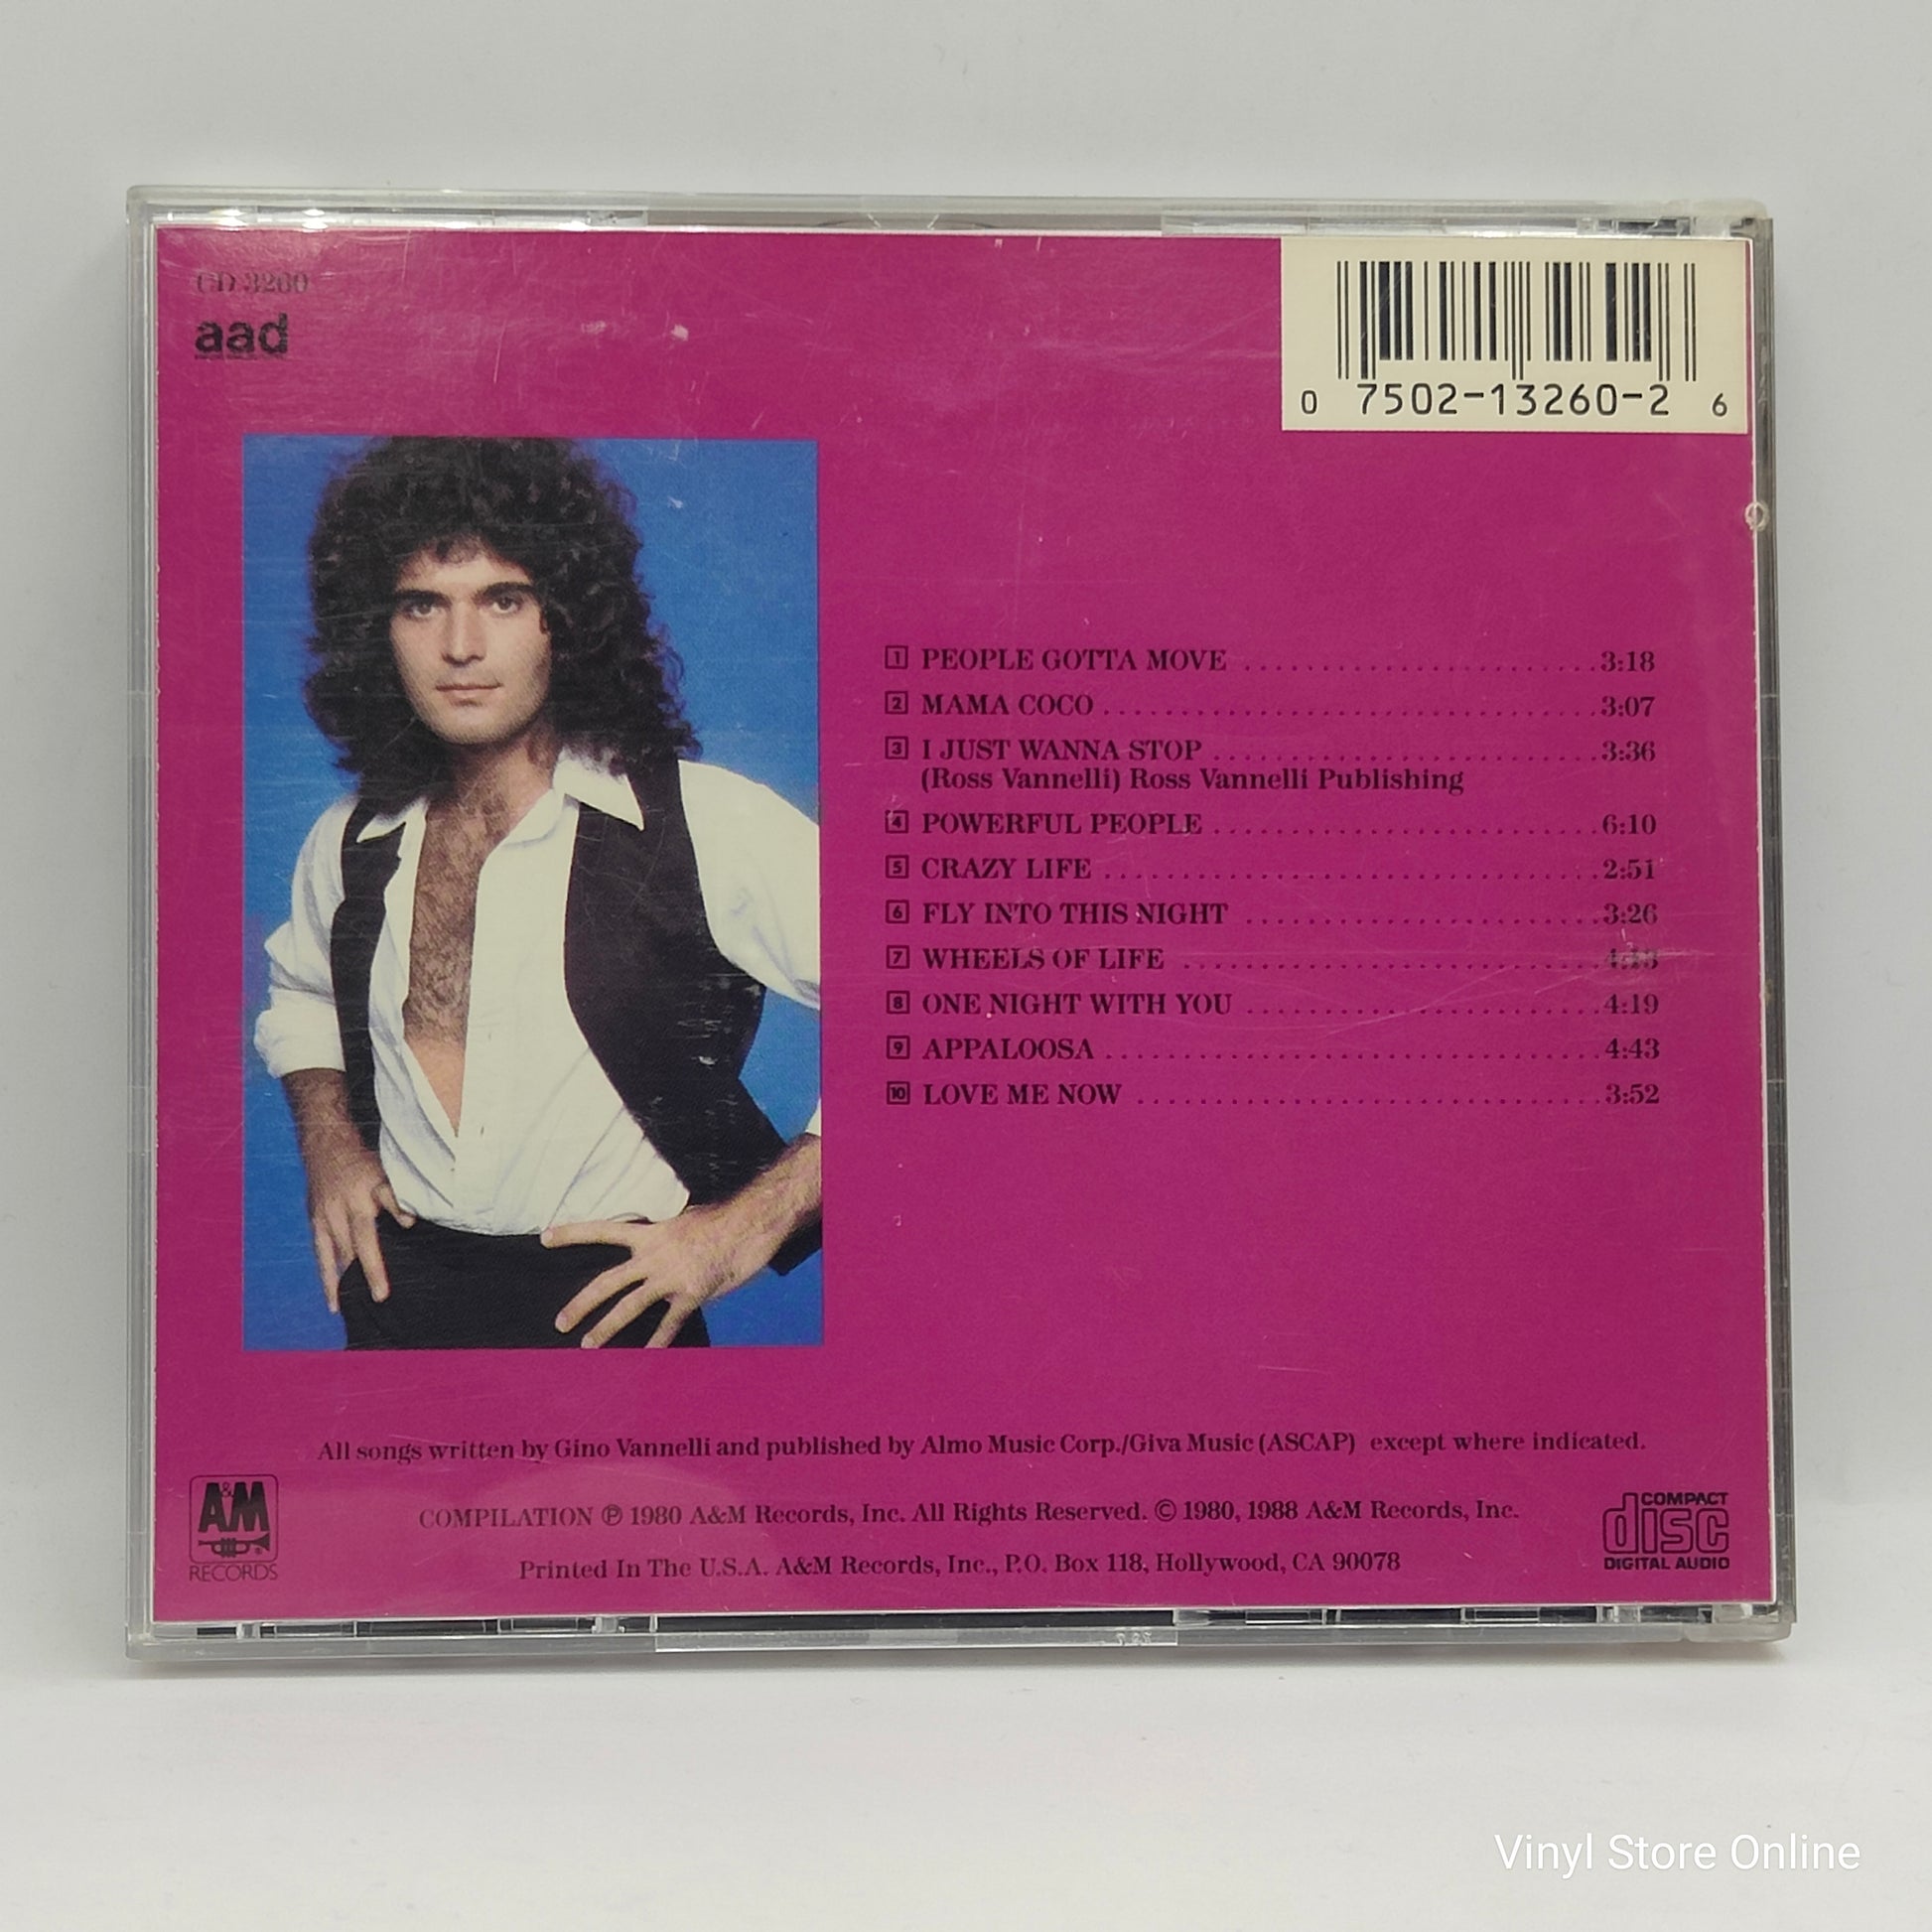 CD 3260
aad
0 7502-13260-2 6
1 PEOPLE GOTTA MOVE 3:18
2 MAMA COCO 3:07
3 I JUST WANNA STOP 3:36
(Ross Vannelli) Ross Vannelli Publishing
4 POWERFUL PEOPLE 6:10
5 CRAZY LIFE 2:51
6 FLY INTO THIS NIGHT 3:26
7 WHEELS OF LIFE
8 ONE NIGHT WITH YOU 4:19
9 APPALOOSA 4:43
10 LOVE ME NOW 3:52
All songs written by Gino Vannelli and published by Almo Music Corp./Giva Music (ASCAP) except where indicated.
A&M
RECORDS
COMPILATION ℗ 1980 A&M Records, Inc. All Rights Reserved. © 1980, 1988 A&M Records, Inc.
Printed In The U.S.A. A&M Records, Inc., P.O. Box 118, Hollywood, CA 90078
COMPACT
disc
DIGITAL AUDIO
Vinyl Store Online